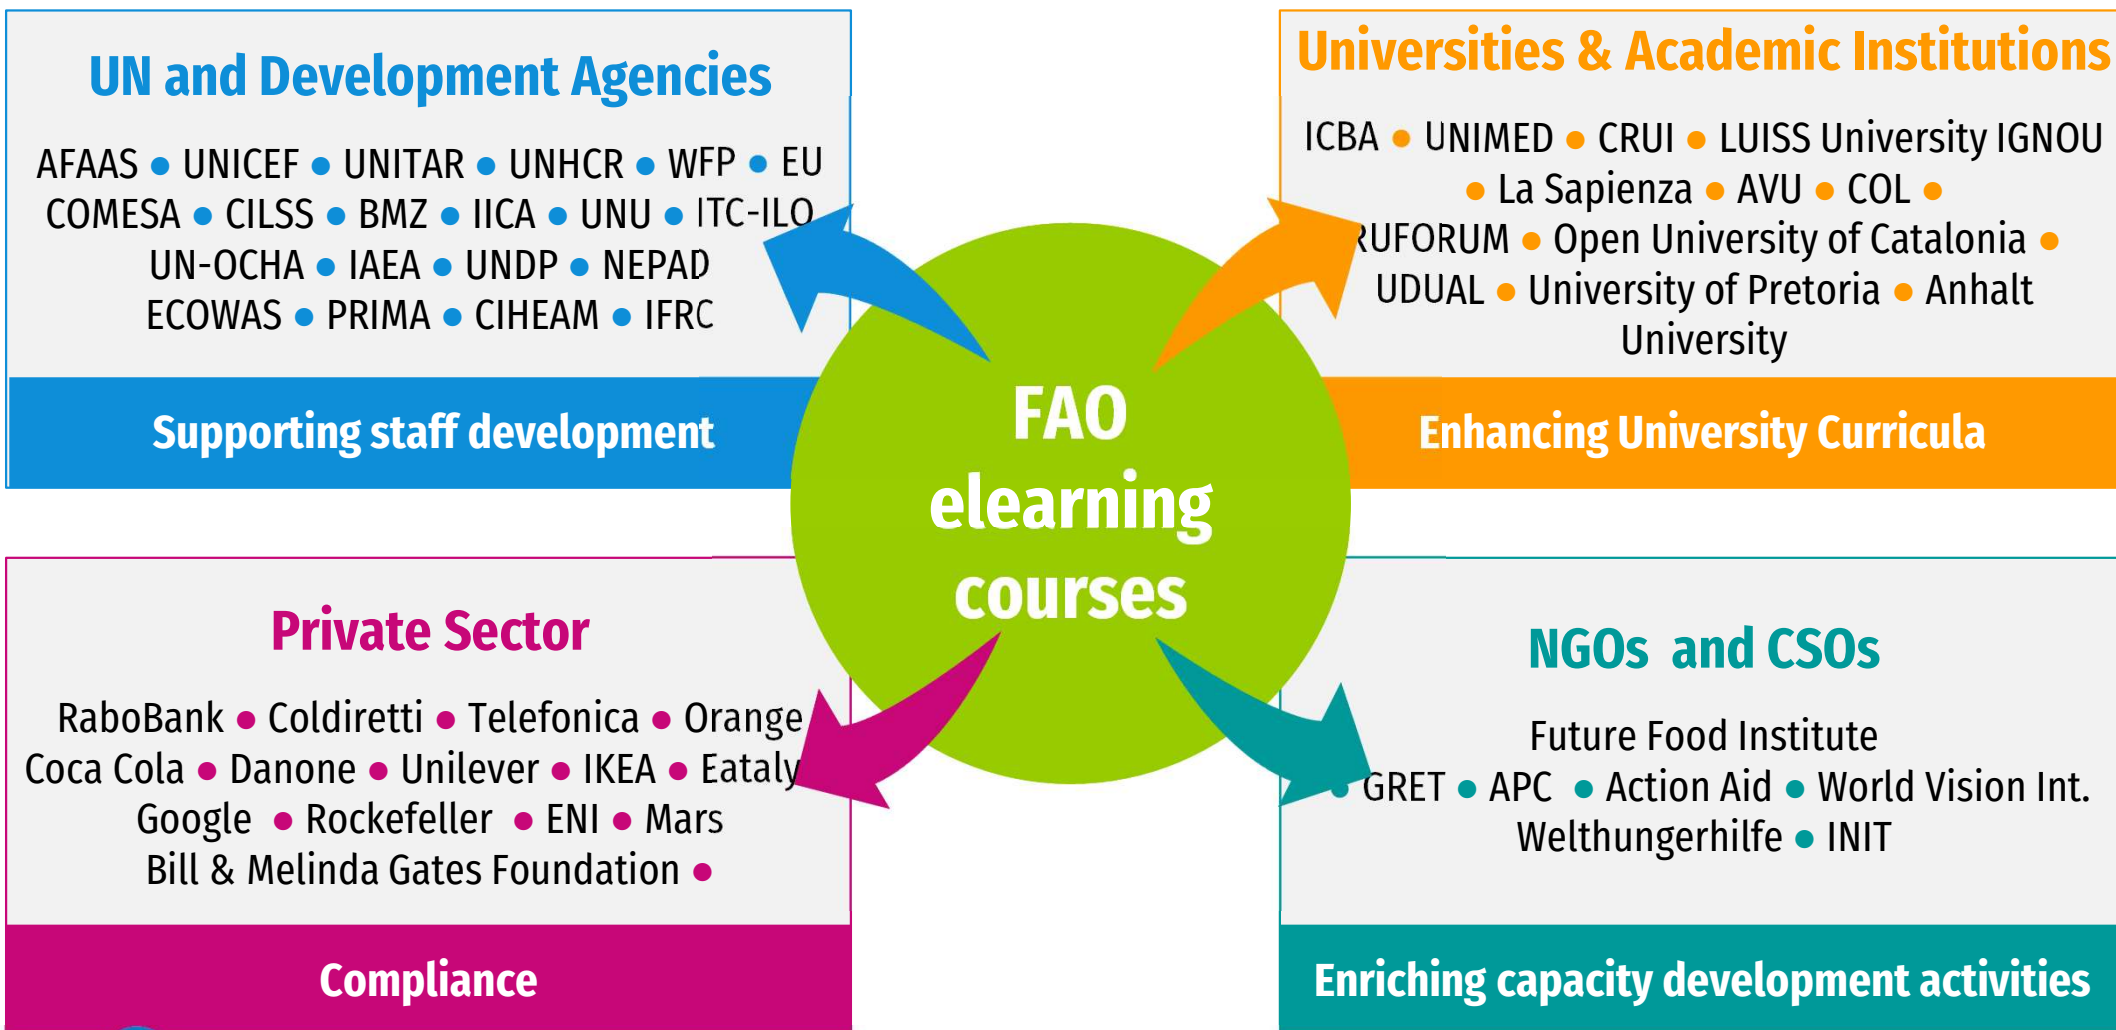 UN and Development Agencies
AFAAS ● UNICEF ● UNITAR ● UNHCR ● WFP ● EU
COMESA ● CILSS ● BMZ ● IICA ● UNU ● ITC-ILO
UN-OCHA ● IAEA ● UNDP ● NEPAD
ECOWAS ● PRIMA ● CIHEAM ● IFRC
Supporting staff development
Universities & Academic Institutions
ICBA ● UNIMED ● CRUI ● LUISS University IGNOU
● La Sapienza ● AVU ● COL ●
RUFORUM ● Open University of Catalonia ●
UDUAL ● University of Pretoria ● Anhalt
University
Enhancing University Curricula
FAO
elearning
courses
Private Sector
RaboBank ● Coldiretti ● Telefonica ● Orange
Coca Cola ● Danone ● Unilever ● IKEA ● Eataly
Google ● Rockefeller ● ENI ● Mars
Bill & Melinda Gates Foundation ●
Compliance
NGOs and CSOs
Future Food Institute
● GRET ● APC ● Action Aid ● World Vision Int.
Welthungerhilfe ● INIT
Enriching capacity development activities